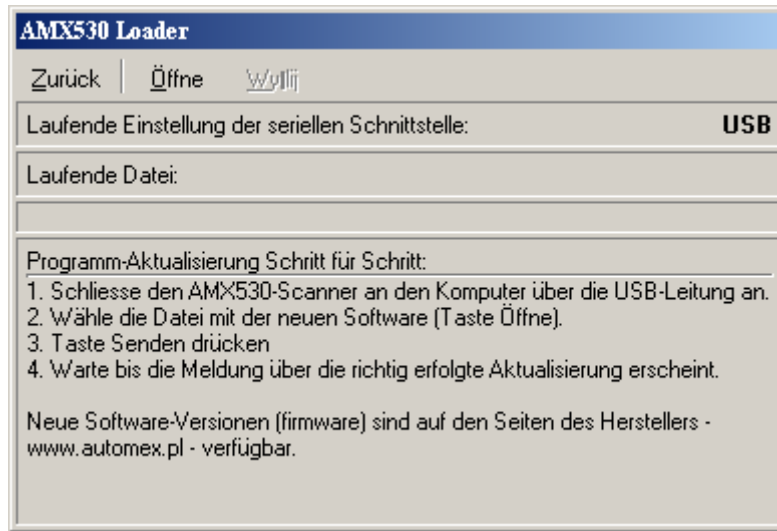 AMX530 Loader
Zurück Öffne Wyślij
Laufende Einstellung der seriellen Schnittstelle: USB
Laufende Datei:
Programm-Aktualisierung Schritt für Schritt:
1. Schliesse den AMX530-Scanner an den Komputer über die USB-Leitung an.
2. Wähle die Datei mit der neuen Software (Taste Öffne).
3. Taste Senden drücken
4. Warte bis die Meldung über die richtig erfolgte Aktualisierung erscheint.
Neue Software-Versionen (firmware) sind auf den Seiten des Herstellers -
www.automex.pl - verfügbar.